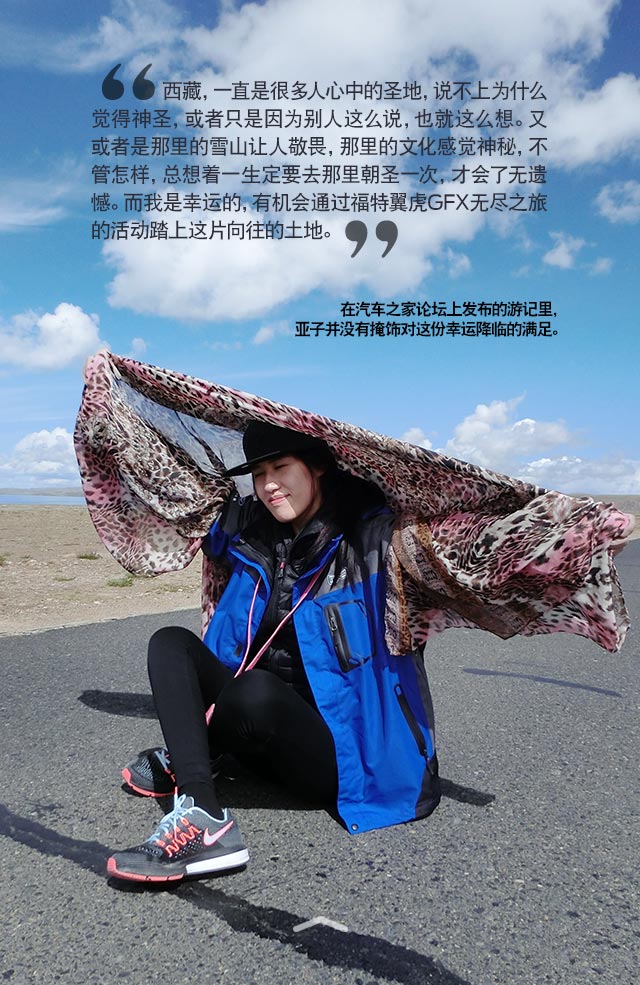 西藏，一直是很多人心中的圣地，说不上为什么
觉得神圣，或者只是因为别人这么说，也就这么想。又
或者是那里的雪山让人敬畏，那里的文化感觉神秘，不
管怎样，总想着一生定要去那里朝圣一次，才会了无遗
憾。而我是幸运的，有机会通过福特翼虎GFX无尽之旅
的活动踏上这片向往的土地。
在汽车之家论坛上发布的游记里，
亚子并没有掩饰对这份幸运降临的满足。